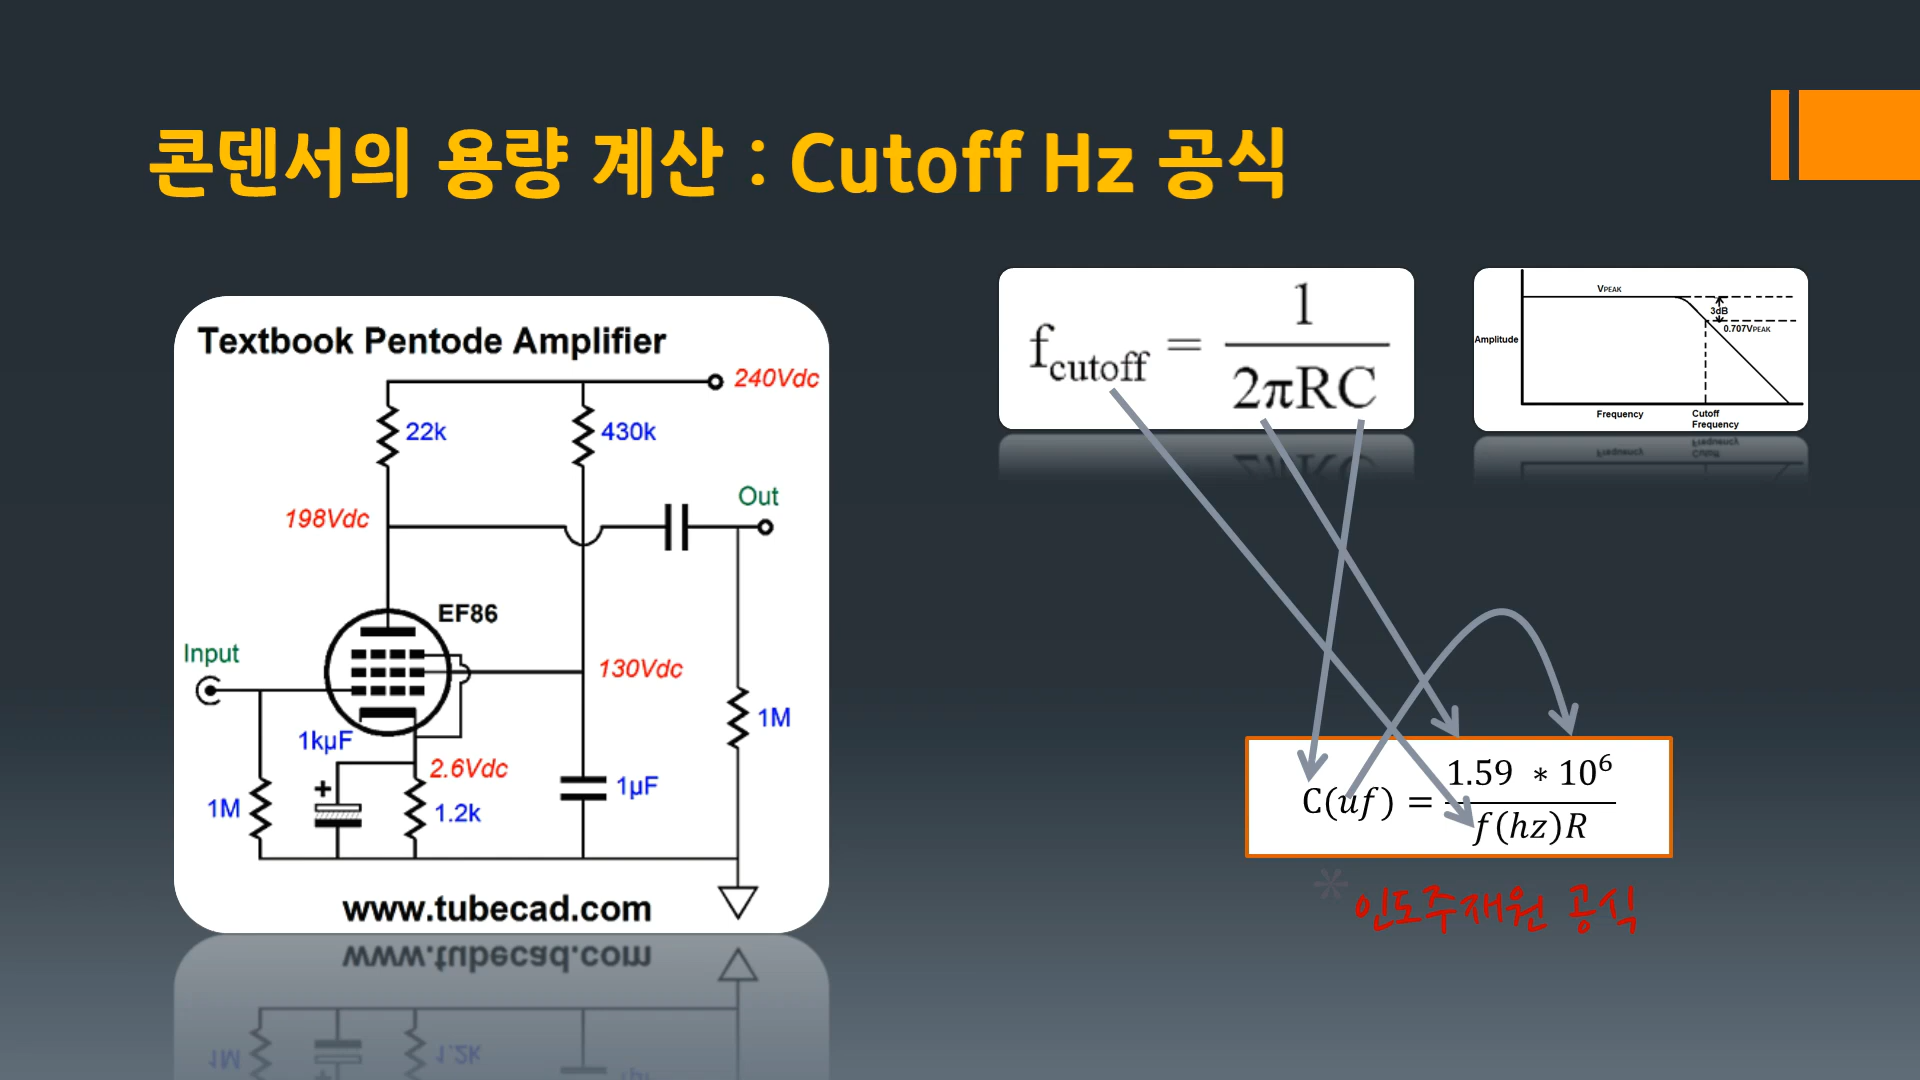 콘덴서의 용량 계산 : Cutoff Hz 공식
Textbook Pentode Amplifier
240Vdc
22k
430k
198Vdc
Out
EF86
Input
130Vdc
1M
1kµF
2.6Vdc
+
1M
1.2k
1µF
www.tubecad.com
f_cutoff = 1 / 2πRC
VPEAK
3dB
0.707VPEAK
Amplitude
Frequency
Cutoff
Frequency
C(uf) = 1.59 * 10^6 / f(hz)R
*인도주재원 공식